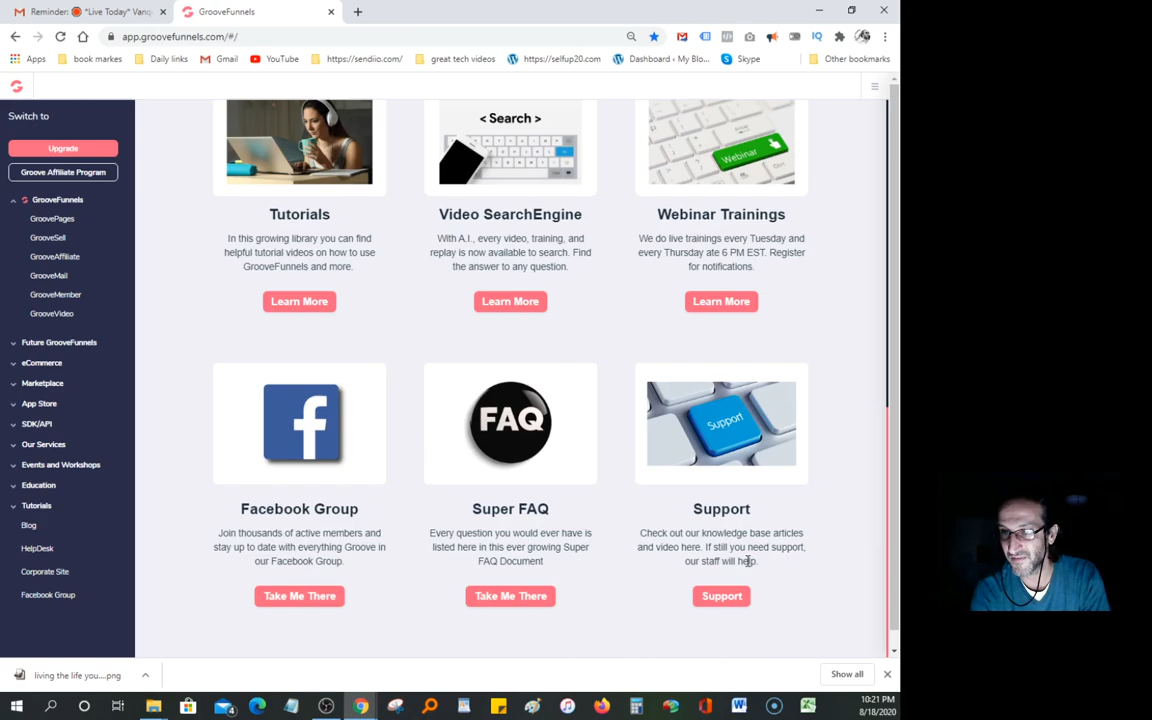 Reminder: *Live Today* Vanq
GrooveFunnels
app.groovefunnels.com/#/
Apps
book markes
Daily links
Gmail
YouTube
https://sendiio.com/
great tech videos
https://selfup20.com
Dashboard ‹ My Blo...
Skype
Other bookmarks
Switch to
Upgrade
Groove Affiliate Program
GrooveFunnels
GroovePages
GrooveSell
GrooveAffiliate
GrooveMail
GrooveMember
GrooveVideo
Future GrooveFunnels
eCommerce
Marketplace
App Store
SDK/API
Our Services
Events and Workshops
Education
Tutorials
Blog
HelpDesk
Corporate Site
Facebook Group
< Search >
Webinar
Tutorials
In this growing library you can find
helpful tutorial videos on how to use
GrooveFunnels and more.
Learn More
Video SearchEngine
With A.I., every video, training, and
replay is now available to search. Find
the answer to any question.
Learn More
Webinar Trainings
We do live trainings every Tuesday and
every Thursday ate 6 PM EST. Register
for notifications.
Learn More
Facebook Group
Join thousands of active members and
stay up to date with everything Groove in
our Facebook Group.
Take Me There
FAQ
Super FAQ
Every question you would ever have is
listed here in this ever growing Super
FAQ Document
Take Me There
Support
Support
Check out our knowledge base articles
and video here. If still you need support,
our staff will help.
Support
living the life you....png
Show all
10:21 PM
8/18/2020